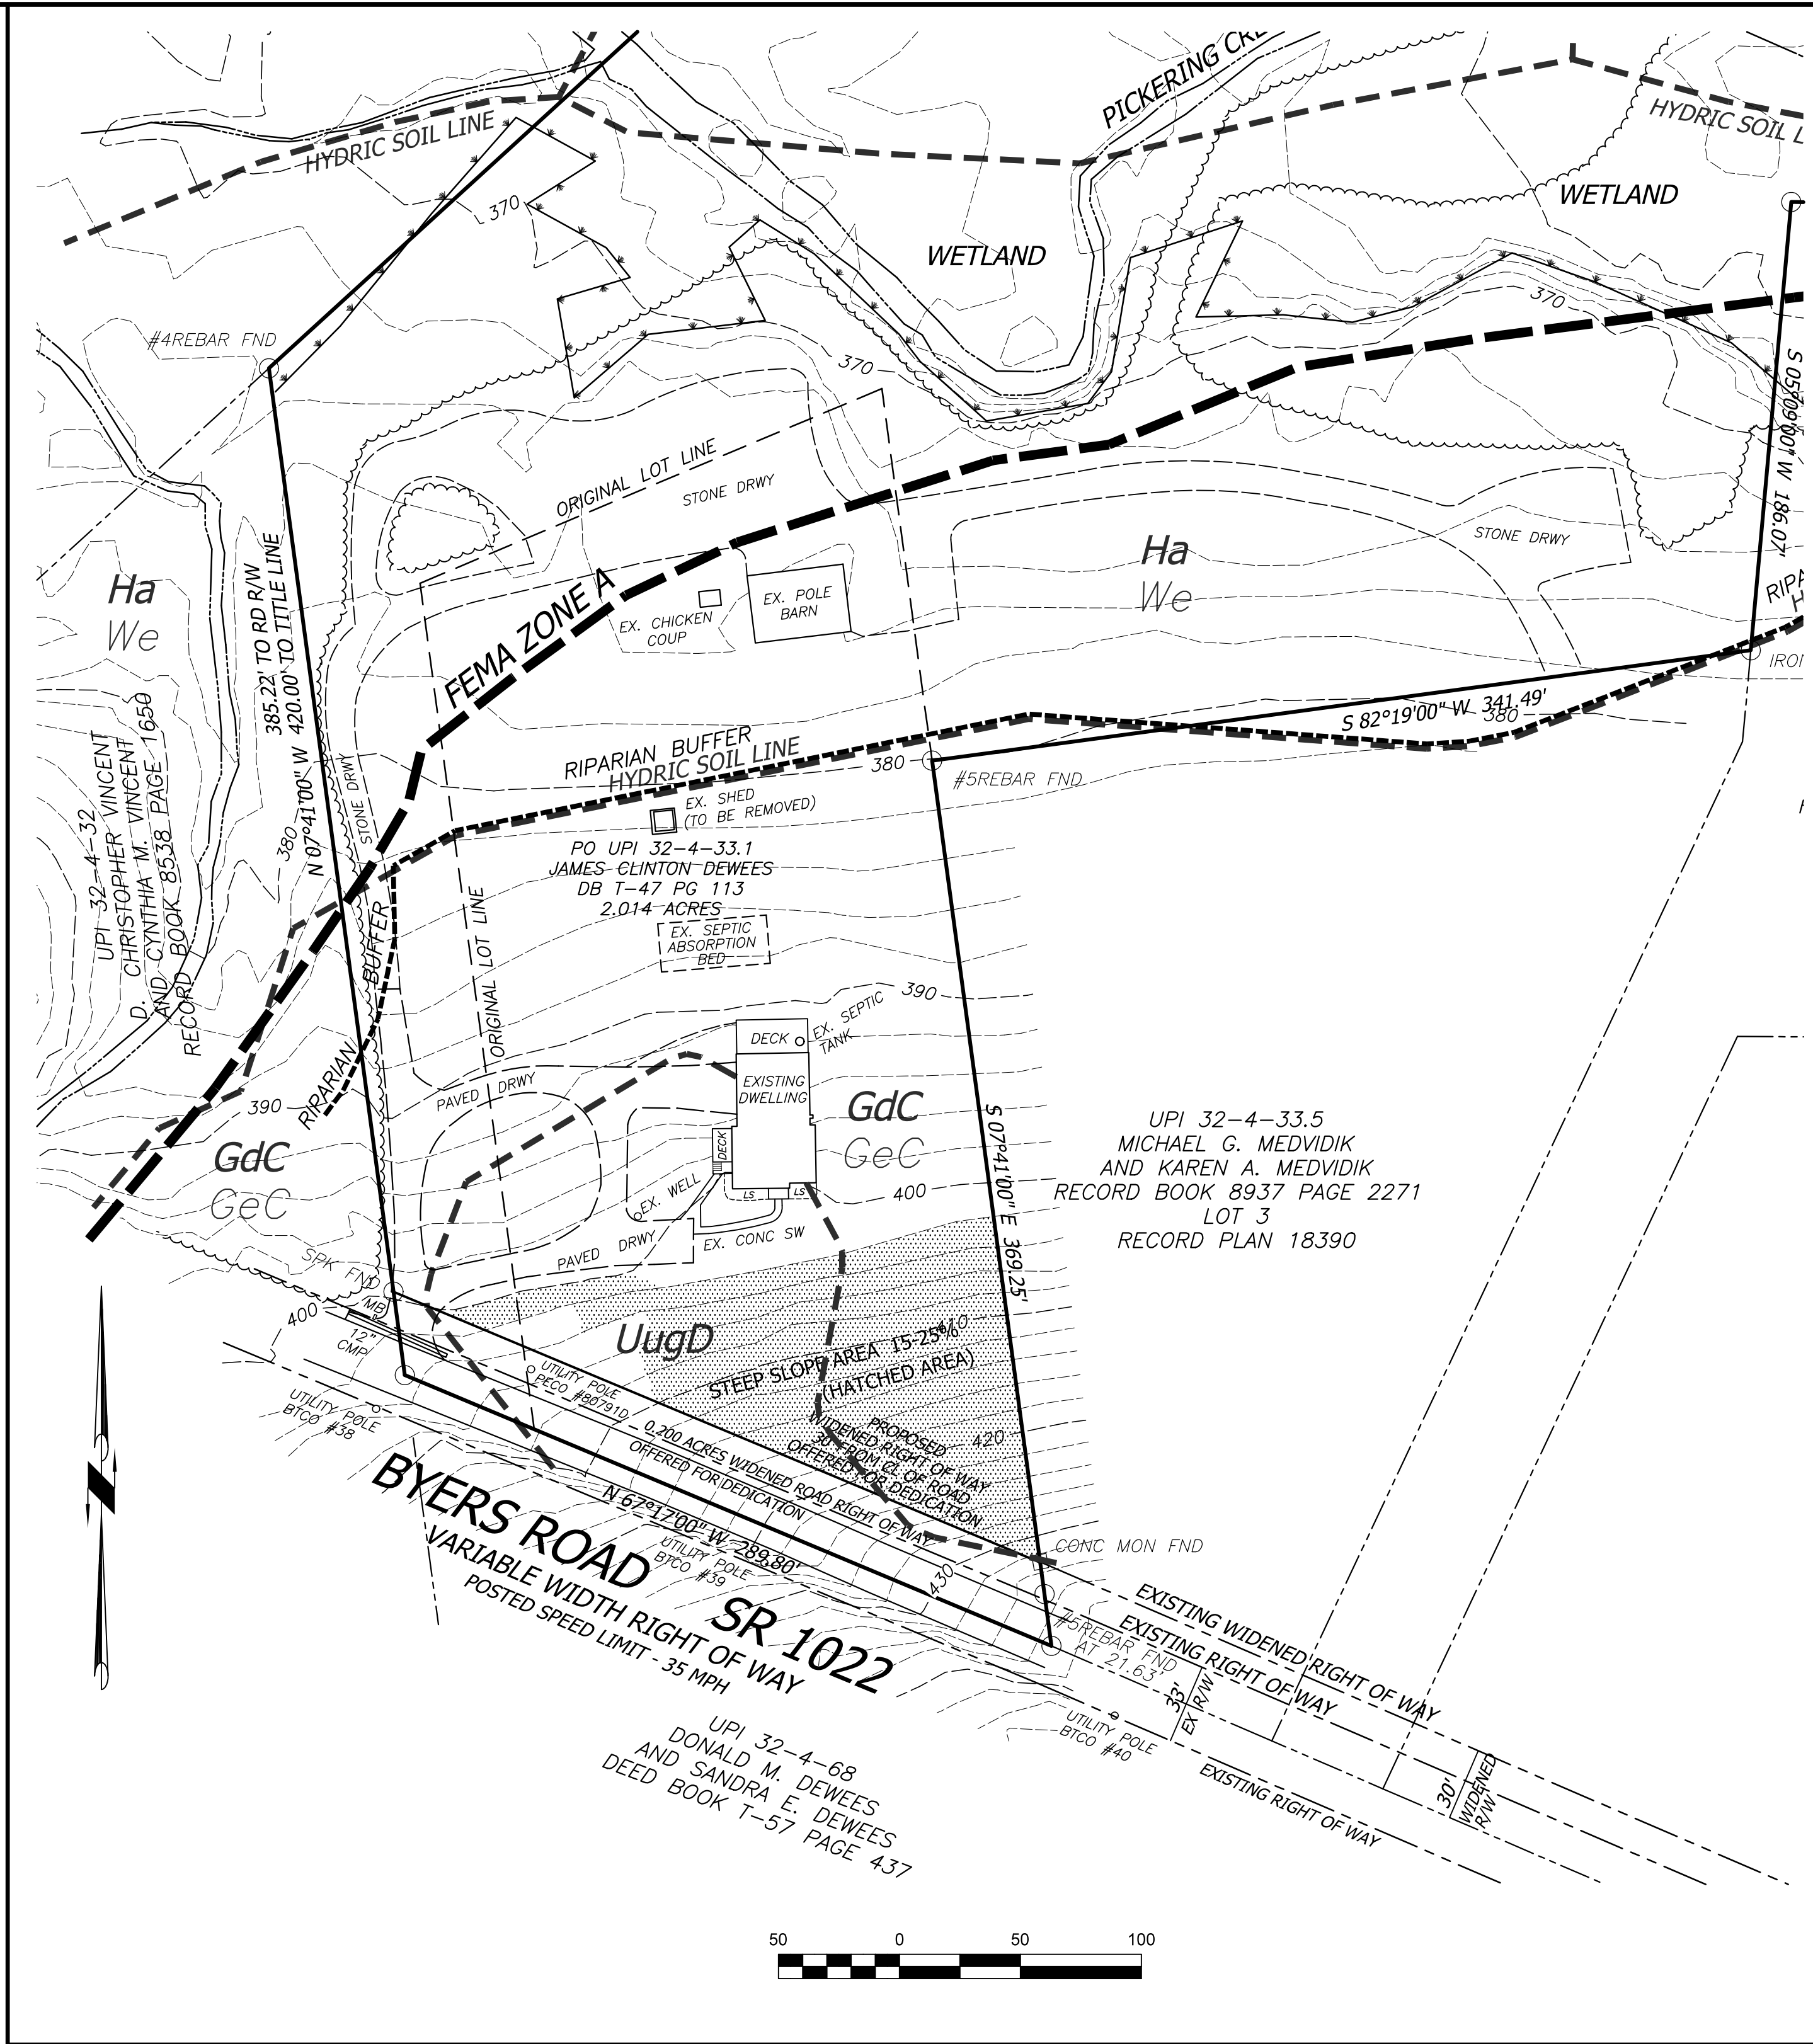 PICKERING
HYDRIC SOIL LINE
HYDRIC SOIL L
WETLAND
370
WETLAND
370
#4REBAR FND
370
S 05°09'00" W 186.07'
ORIGINAL LOT LINE
STONE DRWY
STONE DRWY
Ha
We
Ha
We
385.22' TO RD R/W
N 07°41'00" W 420.00' TO TITLE LINE
EX. POLE
BARN
EX. CHICKEN
COUP
FEMA ZONE A
IRON
S 82°19'00" W 341.49'
380
RIPARIAN BUFFER
HYDRIC SOIL LINE
380
#5REBAR FND
STONE DRWY
380
EX. SHED
(TO BE REMOVED)
UPI 32-4-32
CHRISTOPHER VINCENT
D. AND CYNTHIA M. VINCENT
RECORD BOOK 8538 PAGE 1650
PO UPI 32-4-33.1
JAMES CLINTON DEWEES
DB T-47 PG 113
2.014 ACRES
EX. SEPTIC
ABSORPTION
BED
RIPARIAN BUFFER
ORIGINAL LOT LINE
390
DECK
EX. SEPTIC
TANK
EXISTING
DWELLING
PAVED DRWY
390
GdC
GeC
GdC
GeC
DECK
LS
LS
EX. WELL
400
PAVED DRWY
EX. CONC SW
S 07°41'00" E 369.25'
UPI 32-4-33.5
MICHAEL G. MEDVIDIK
AND KAREN A. MEDVIDIK
RECORD BOOK 8937 PAGE 2271
LOT 3
RECORD PLAN 18390
SPK FND
400
MB
12"
CMP
UugD
410
STEEP SLOPE AREA 15-25%
(HATCHED AREA)
UTILITY POLE
PECO #80791D
UTILITY POLE
BTCO #38
PROPOSED
WIDENED RIGHT OF WAY
30' FROM CL OF ROAD
OFFERED FOR DEDICATION
420
0.200 ACRES WIDENED ROAD RIGHT OF WAY
OFFERED FOR DEDICATION
N 67°17'00" W 289.80'
UTILITY POLE
BTCO #39
430
CONC MON FND
BYERS ROAD SR 1022
VARIABLE WIDTH RIGHT OF WAY
POSTED SPEED LIMIT - 35 MPH
#5REBAR FND
AT 21.63'
EXISTING WIDENED RIGHT OF WAY
EXISTING RIGHT OF WAY
33'
EX R/W
UTILITY POLE
BTCO #40
EXISTING RIGHT OF WAY
30'
WIDENED
R/W
UPI 32-4-68
DONALD M. DEWEES
AND SANDRA E. DEWEES
DEED BOOK T-57 PAGE 437
50 0 50 100